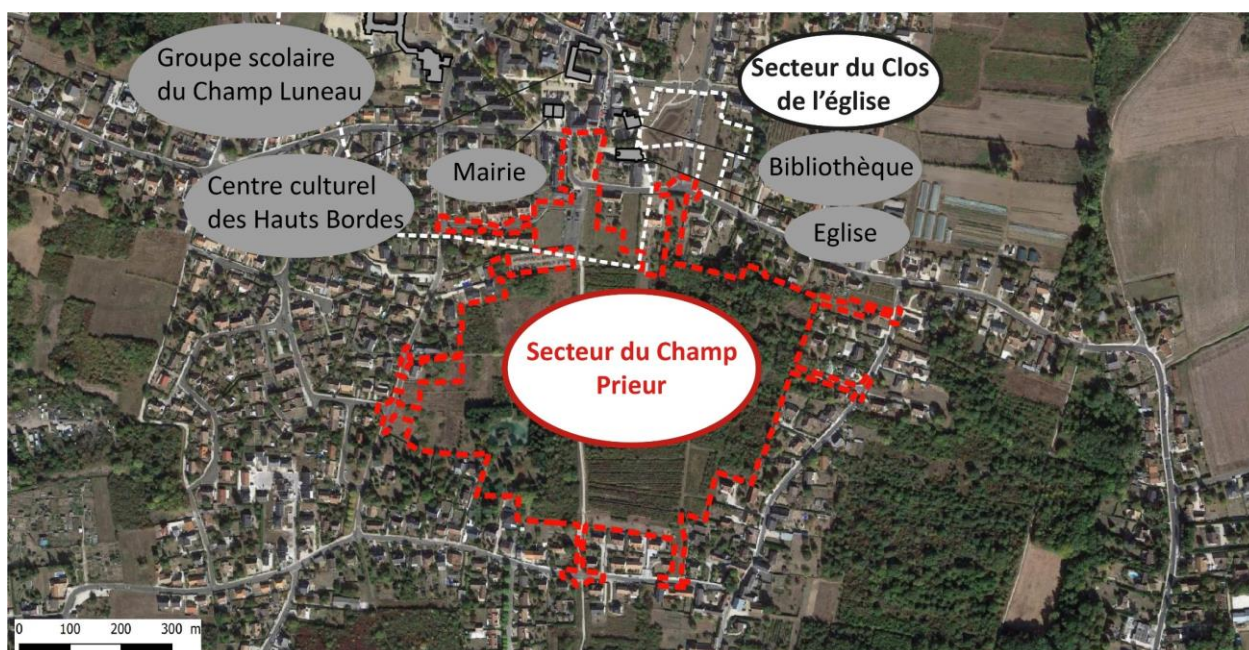 Groupe scolaire
du Champ Luneau
Secteur du Clos
de l'église
Mairie
Bibliothèque
Centre culturel
des Hauts Bordes
Eglise
Secteur du Champ
Prieur
0 100 200 300 m